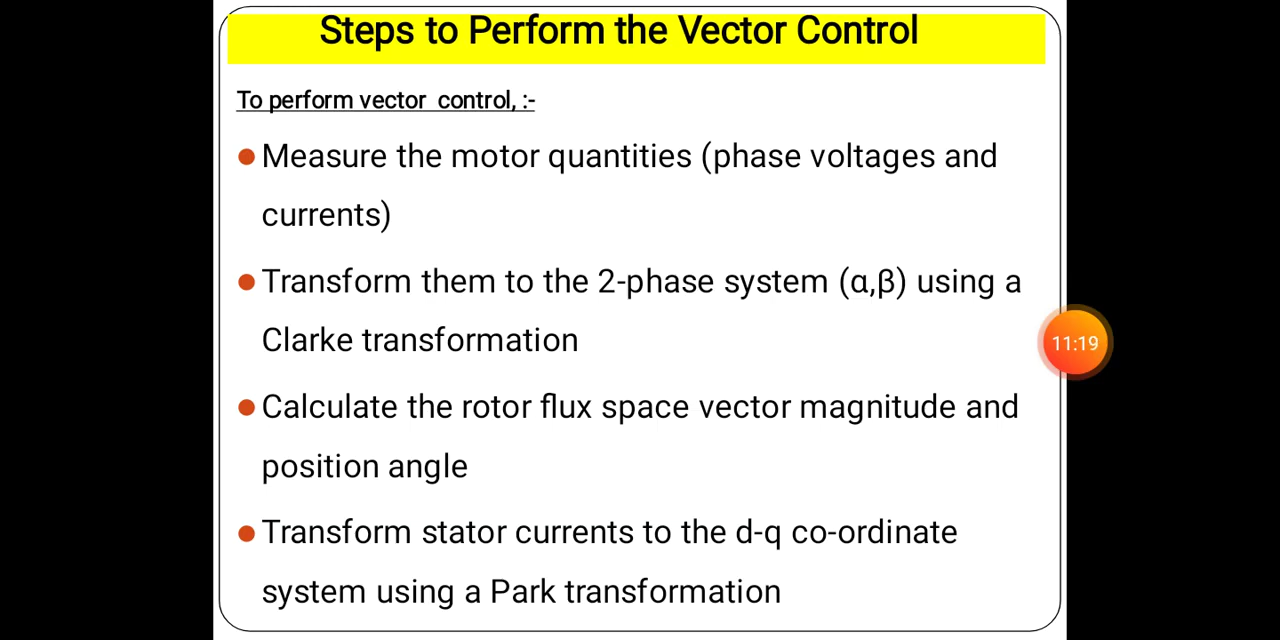 Steps to Perform the Vector Control
To perform vector control, :-
Measure the motor quantities (phase voltages and
currents)
Transform them to the 2-phase system (α,β) using a
Clarke transformation
Calculate the rotor flux space vector magnitude and
position angle
Transform stator currents to the d-q co-ordinate
system using a Park transformation
11:19